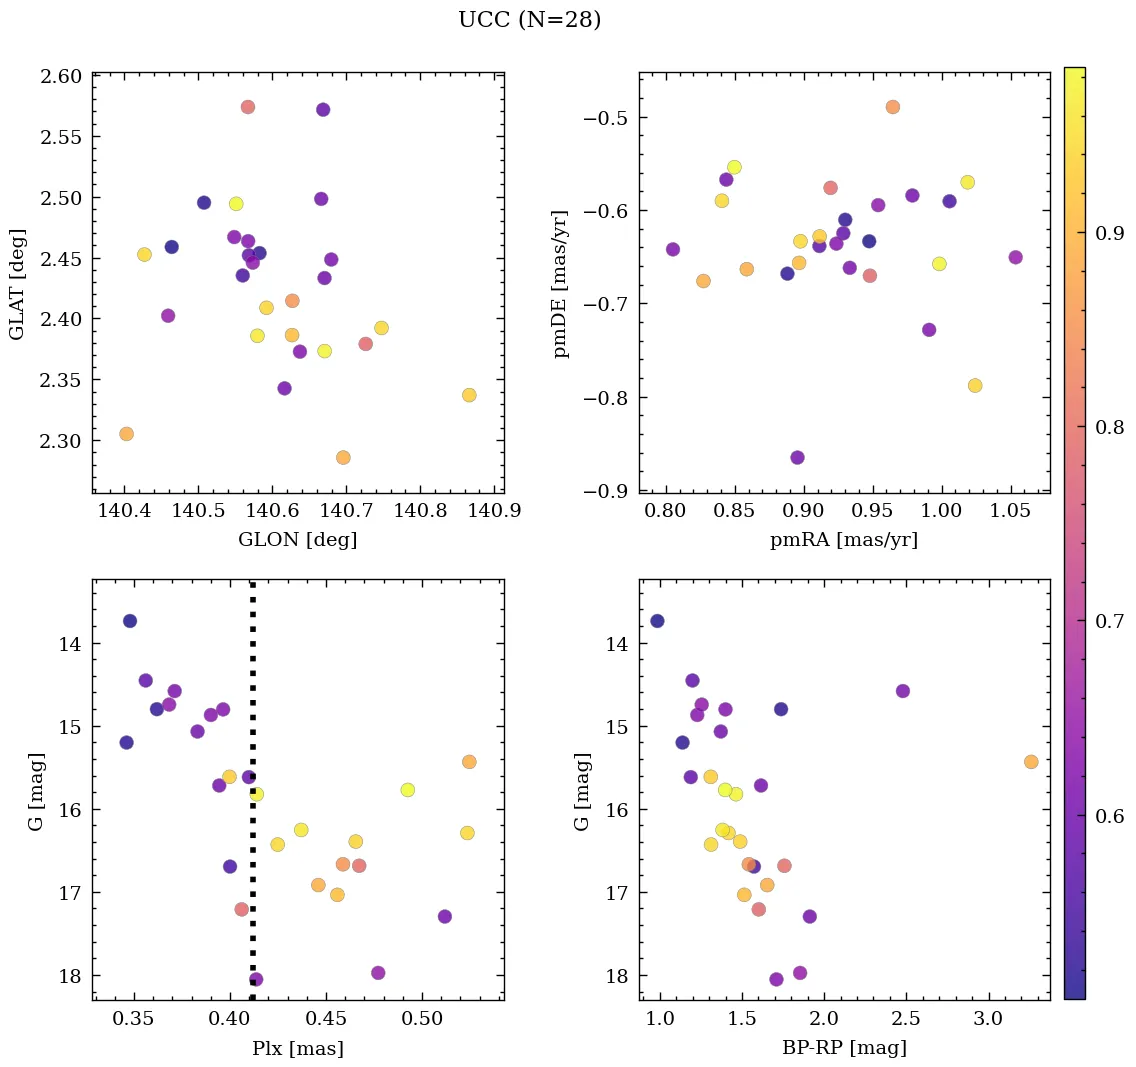 UCC (N=28)
2.60
2.55
2.50
2.45
2.40
2.35
2.30
GLAT [deg]
140.4 140.5 140.6 140.7 140.8 140.9
GLON [deg]
−0.5
−0.6
−0.7
−0.8
−0.9
pmDE [mas/yr]
0.80 0.85 0.90 0.95 1.00 1.05
pmRA [mas/yr]
14
15
16
17
18
G [mag]
0.35 0.40 0.45 0.50
Plx [mas]
14
15
16
17
18
G [mag]
1.0 1.5 2.0 2.5 3.0
BP-RP [mag]
0.9
0.8
0.7
0.6